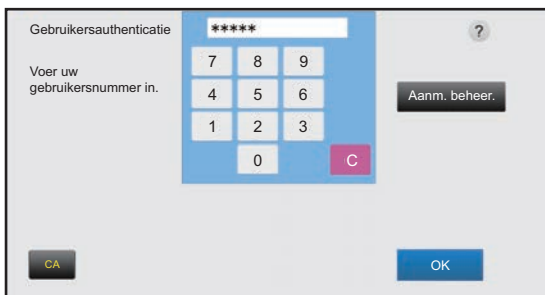 Gebruikersauthenticatie
*****
?
Voer uw
gebruikersnummer in.
7 8 9
4 5 6
1 2 3
0 C
Aanm. beheer.
CA
OK